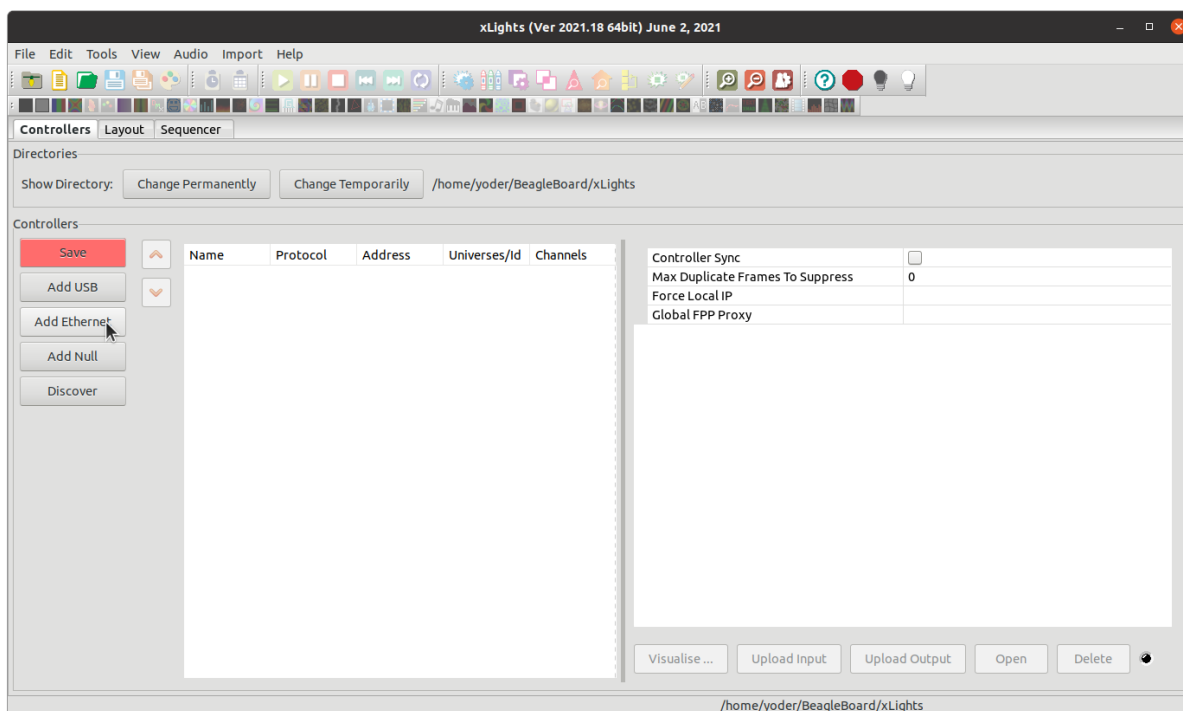 xLights (Ver 2021.18 64bit) June 2, 2021
File Edit Tools View Audio Import Help
Controllers Layout Sequencer
Directories
Show Directory: Change Permanently Change Temporarily /home/yoder/BeagleBoard/xLights
Controllers
Save
Add USB
Add Ethernet
Add Null
Discover
Name Protocol Address Universes/Id Channels
Controller Sync
Max Duplicate Frames To Suppress 0
Force Local IP
Global FPP Proxy
Visualise ... Upload Input Upload Output Open Delete
/home/yoder/BeagleBoard/xLights